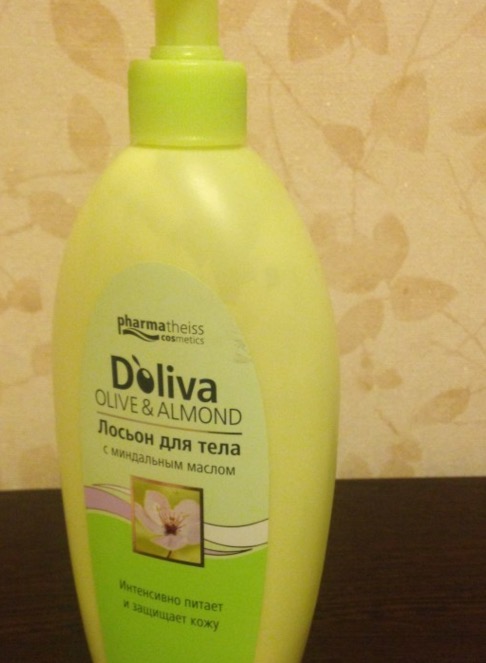 pharmatheiss
cosmetics
D'oliva
OLIVE & ALMOND
Лосьон для тела
с миндальным маслом
Интенсивно питает
и защищает кожу